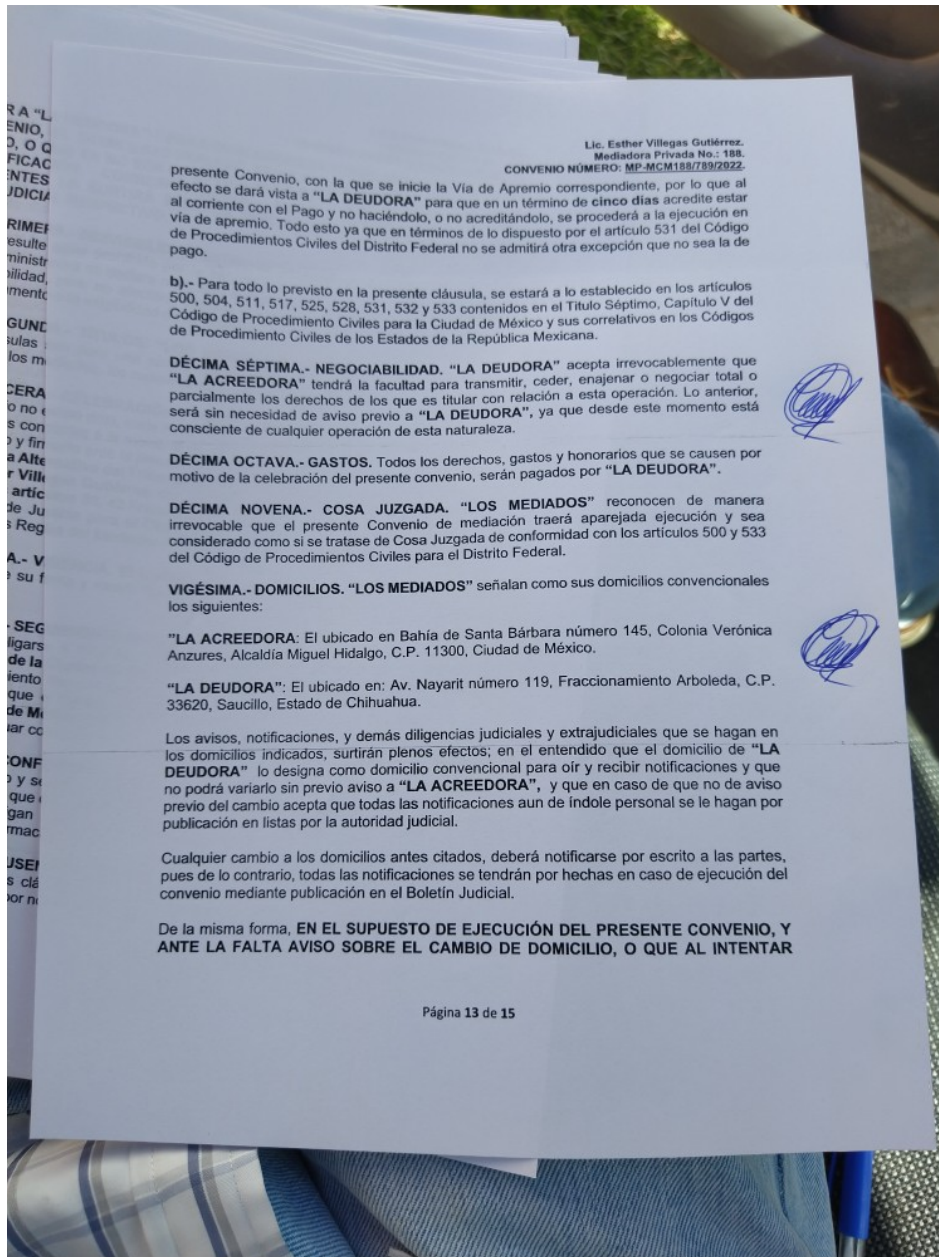 Lic. Esther Villegas Gutiérrez.
Mediadora Privada No.: 188.
CONVENIO NÚMERO: MP-MCM188/789/2022.
presente Convenio, con la que se inicie la Vía de Apremio correspondiente, por lo que al
efecto se dará vista a "LA DEUDORA" para que en un término de cinco días acredite estar
al corriente con el Pago y no haciéndolo, o no acreditándolo, se procederá a la ejecución en
vía de apremio. Todo esto ya que en términos de lo dispuesto por el artículo 531 del Código
de Procedimientos Civiles del Distrito Federal no se admitirá otra excepción que no sea la de
pago.
b).- Para todo lo previsto en la presente cláusula, se estará a lo establecido en los artículos
500, 504, 511, 517, 525, 528, 531, 532 y 533 contenidos en el Titulo Séptimo, Capítulo V del
Código de Procedimiento Civiles para la Ciudad de México y sus correlativos en los Códigos
de Procedimiento Civiles de los Estados de la República Mexicana.
DÉCIMA SÉPTIMA.- NEGOCIABILIDAD. "LA DEUDORA" acepta irrevocablemente que
"LA ACREEDORA" tendrá la facultad para transmitir, ceder, enajenar o negociar total o
parcialmente los derechos de los que es titular con relación a esta operación. Lo anterior,
será sin necesidad de aviso previo a "LA DEUDORA", ya que desde este momento está
consciente de cualquier operación de esta naturaleza.
DÉCIMA OCTAVA.- GASTOS. Todos los derechos, gastos y honorarios que se causen por
motivo de la celebración del presente convenio, serán pagados por "LA DEUDORA".
DÉCIMA NOVENA.- COSA JUZGADA. "LOS MEDIADOS" reconocen de manera
irrevocable que el presente Convenio de mediación traerá aparejada ejecución y sea
considerado como si se tratase de Cosa Juzgada de conformidad con los artículos 500 y 533
del Código de Procedimientos Civiles para el Distrito Federal.
VIGÉSIMA.- DOMICILIOS. "LOS MEDIADOS" señalan como sus domicilios convencionales
los siguientes:
"LA ACREEDORA: El ubicado en Bahía de Santa Bárbara número 145, Colonia Verónica
Anzures, Alcaldía Miguel Hidalgo, C.P. 11300, Ciudad de México.
"LA DEUDORA": El ubicado en: Av. Nayarit número 119, Fraccionamiento Arboleda, C.P.
33620, Saucillo, Estado de Chihuahua.
Los avisos, notificaciones, y demás diligencias judiciales y extrajudiciales que se hagan en
los domicilios indicados, surtirán plenos efectos; en el entendido que el domicilio de "LA
DEUDORA" lo designa como domicilio convencional para oír y recibir notificaciones y que
no podrá variarlo sin previo aviso a "LA ACREEDORA", y que en caso de que no de aviso
previo del cambio acepta que todas las notificaciones aun de índole personal se le hagan por
publicación en listas por la autoridad judicial.
Cualquier cambio a los domicilios antes citados, deberá notificarse por escrito a las partes,
pues de lo contrario, todas las notificaciones se tendrán por hechas en caso de ejecución del
convenio mediante publicación en el Boletín Judicial.
De la misma forma, EN EL SUPUESTO DE EJECUCIÓN DEL PRESENTE CONVENIO, Y
ANTE LA FALTA AVISO SOBRE EL CAMBIO DE DOMICILIO, O QUE AL INTENTAR
Página 13 de 15